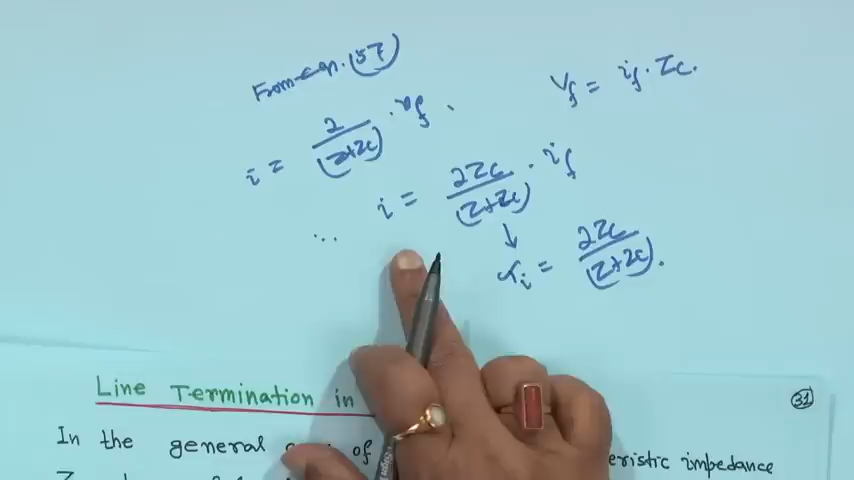 From eqn. (57)
i = 2/(Z+Zc) · vf .
Vf = if · Zc.
i = 2Zc/(Z+Zc) · if
∴
τi = 2Zc/(Z+Zc).
Line Termination in
31
In the general of eristic impedance